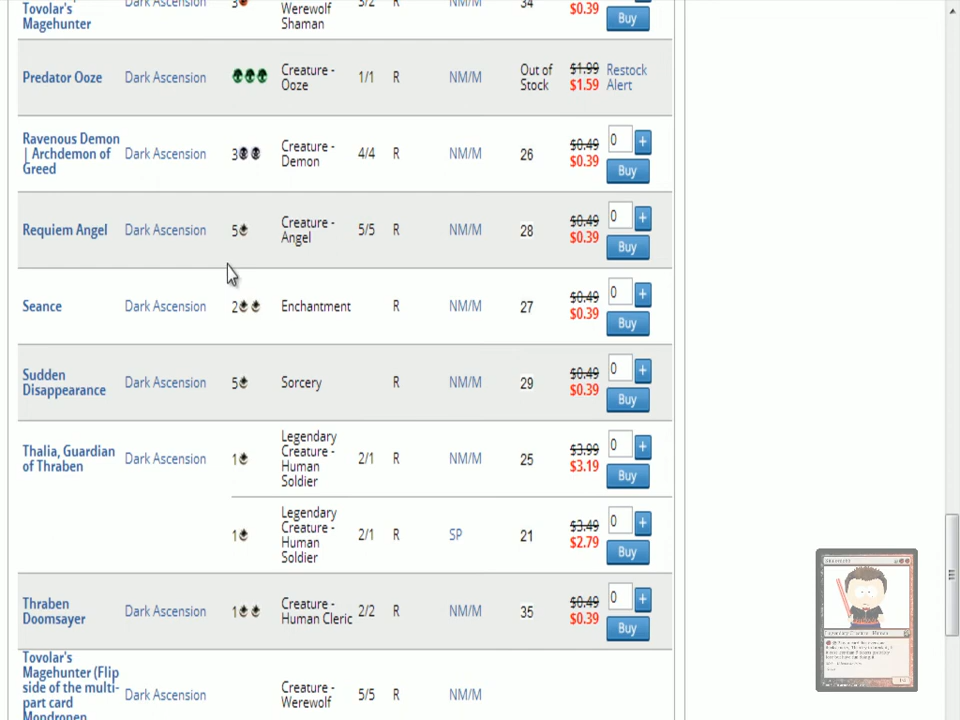 Tovolar's
Magehunter
3
Werewolf
Shaman
3/2 R NM/M 34 $0.39
Buy
Predator Ooze Dark Ascension Creature -
Ooze 1/1 R NM/M Out of
Stock $1.99
$1.59 Restock
Alert
Ravenous Demon
| Archdemon of
Greed Dark Ascension 3 Creature -
Demon 4/4 R NM/M 26 $0.49
$0.39 0 +
Buy
Requiem Angel Dark Ascension 5 Creature -
Angel 5/5 R NM/M 28 $0.49
$0.39 0 +
Buy
Seance Dark Ascension 2 Enchantment R NM/M 27 $0.49
$0.39 0 +
Buy
Sudden
Disappearance Dark Ascension 5 Sorcery R NM/M 29 $0.49
$0.39 0 +
Buy
Thalia, Guardian
of Thraben Dark Ascension 1 Legendary
Creature -
Human
Soldier 2/1 R NM/M 25 $3.99
$3.19 0 +
Buy
1 Legendary
Creature -
Human
Soldier 2/1 R SP 21 $3.49
$2.79 0 +
Buy
Thraben
Doomsayer Dark Ascension 1 Creature -
Human Cleric 2/2 R NM/M 35 $0.49
$0.39 0 +
Buy
Tovolar's
Magehunter (Flip
side of the multi-
part card
Mondronen Dark Ascension Creature -
Werewolf 5/5 R NM/M